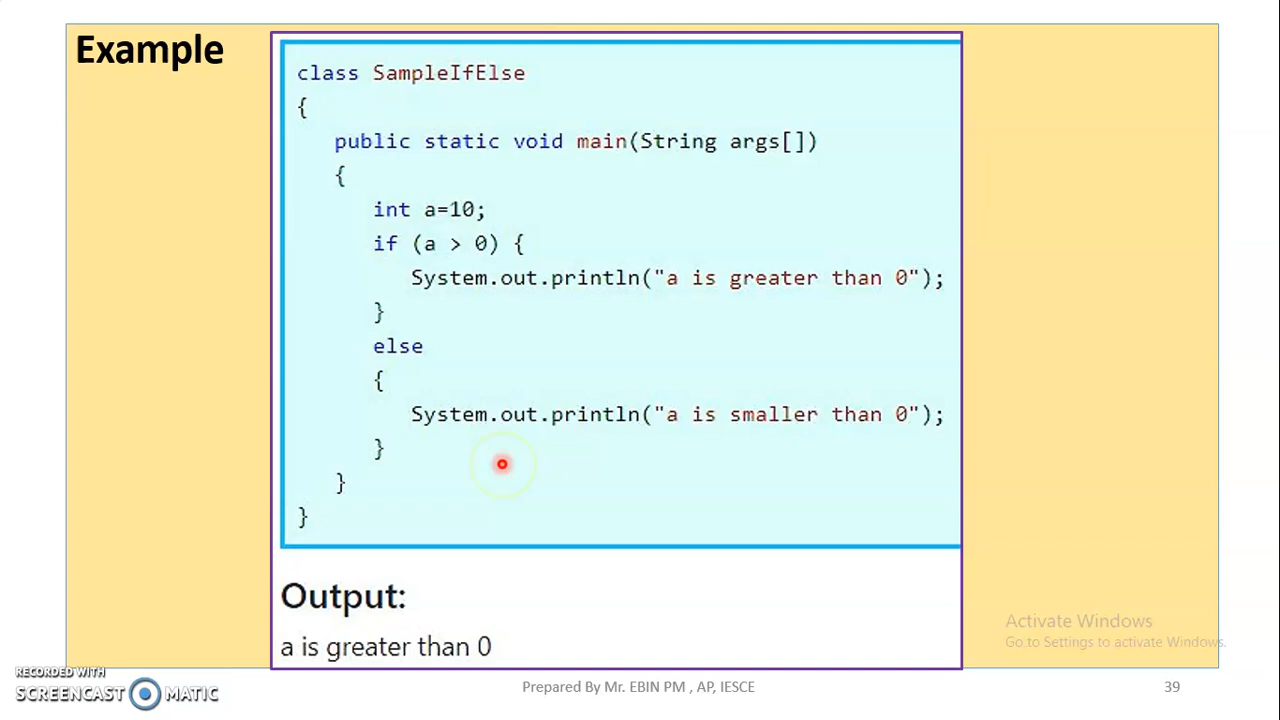 Example
class SampleIfElse
{
public static void main(String args[])
{
int a=10;
if (a > 0) {
System.out.println("a is greater than 0");
}
else
{
System.out.println("a is smaller than 0");
}
}
}
Output:
a is greater than 0
Activate Windows
Go to Settings to activate Windows.
RECORDED WITH
SCREENCAST MATIC
Prepared By Mr. EBIN PM , AP, IESCE
39